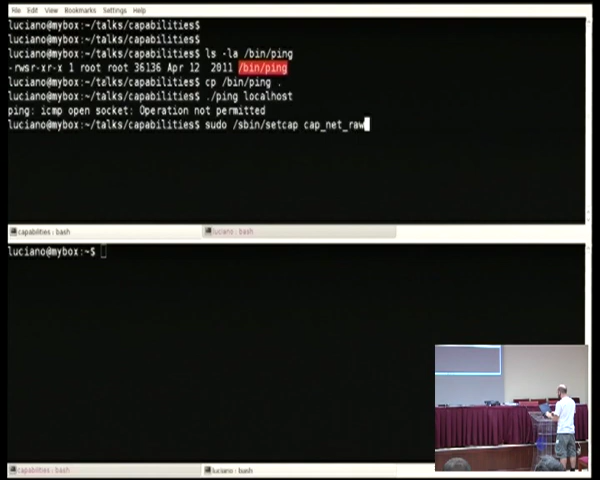 File Edit View Bookmarks Settings Help
luciano@mybox:~/talks/capabilities$
luciano@mybox:~/talks/capabilities$
luciano@mybox:~/talks/capabilities$ ls -la /bin/ping
-rwsr-xr-x 1 root root 36136 Apr 12  2011 /bin/ping
luciano@mybox:~/talks/capabilities$ cp /bin/ping .
luciano@mybox:~/talks/capabilities$ ./ping localhost
ping: icmp open socket: Operation not permitted
luciano@mybox:~/talks/capabilities$ sudo /sbin/setcap cap_net_raw
capabilities : bash luciano : bash
luciano@mybox:~$
capabilities : bash luciano : bash